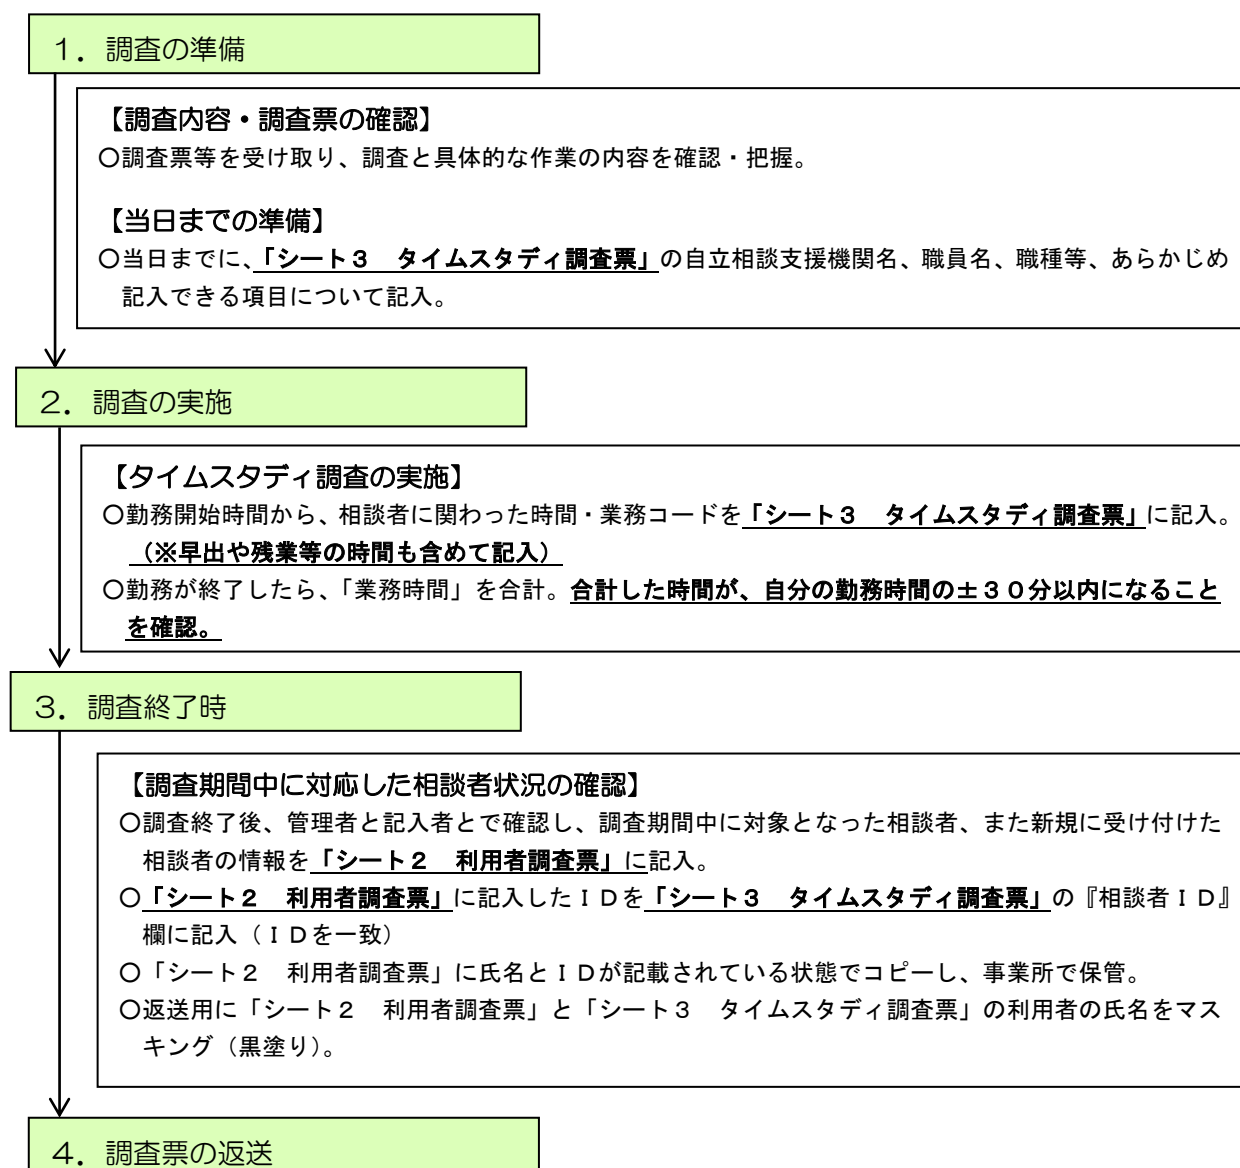 １．調査の準備
【調査内容・調査票の確認】
○調査票等を受け取り、調査と具体的な作業の内容を確認・把握。
【当日までの準備】
○当日までに、「シート３　タイムスタディ調査票」の自立相談支援機関名、職員名、職種等、あらかじめ
記入できる項目について記入。
２．調査の実施
【タイムスタディ調査の実施】
○勤務開始時間から、相談者に関わった時間・業務コードを「シート３　タイムスタディ調査票」に記入。
（※早出や残業等の時間も含めて記入）
○勤務が終了したら、「業務時間」を合計。合計した時間が、自分の勤務時間の±３０分以内になること
を確認。
３．調査終了時
【調査期間中に対応した相談者状況の確認】
○調査終了後、管理者と記入者とで確認し、調査期間中に対象となった相談者、また新規に受け付けた
相談者の情報を「シート２　利用者調査票」に記入。
○「シート２　利用者調査票」に記入したＩＤを「シート３　タイムスタディ調査票」の『相談者ＩＤ』
欄に記入（ＩＤを一致）
○「シート２　利用者調査票」に氏名とＩＤが記載されている状態でコピーし、事業所で保管。
○返送用に「シート２　利用者調査票」と「シート３　タイムスタディ調査票」の利用者の氏名をマス
キング（黒塗り）。
４．調査票の返送